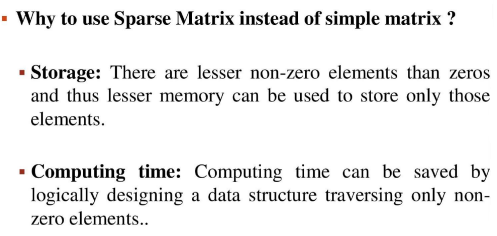 ▪ Why to use Sparse Matrix instead of simple matrix ?
▪ Storage: There are lesser non-zero elements than zeros
and thus lesser memory can be used to store only those
elements.
▪ Computing time: Computing time can be saved by
logically designing a data structure traversing only non-
zero elements..